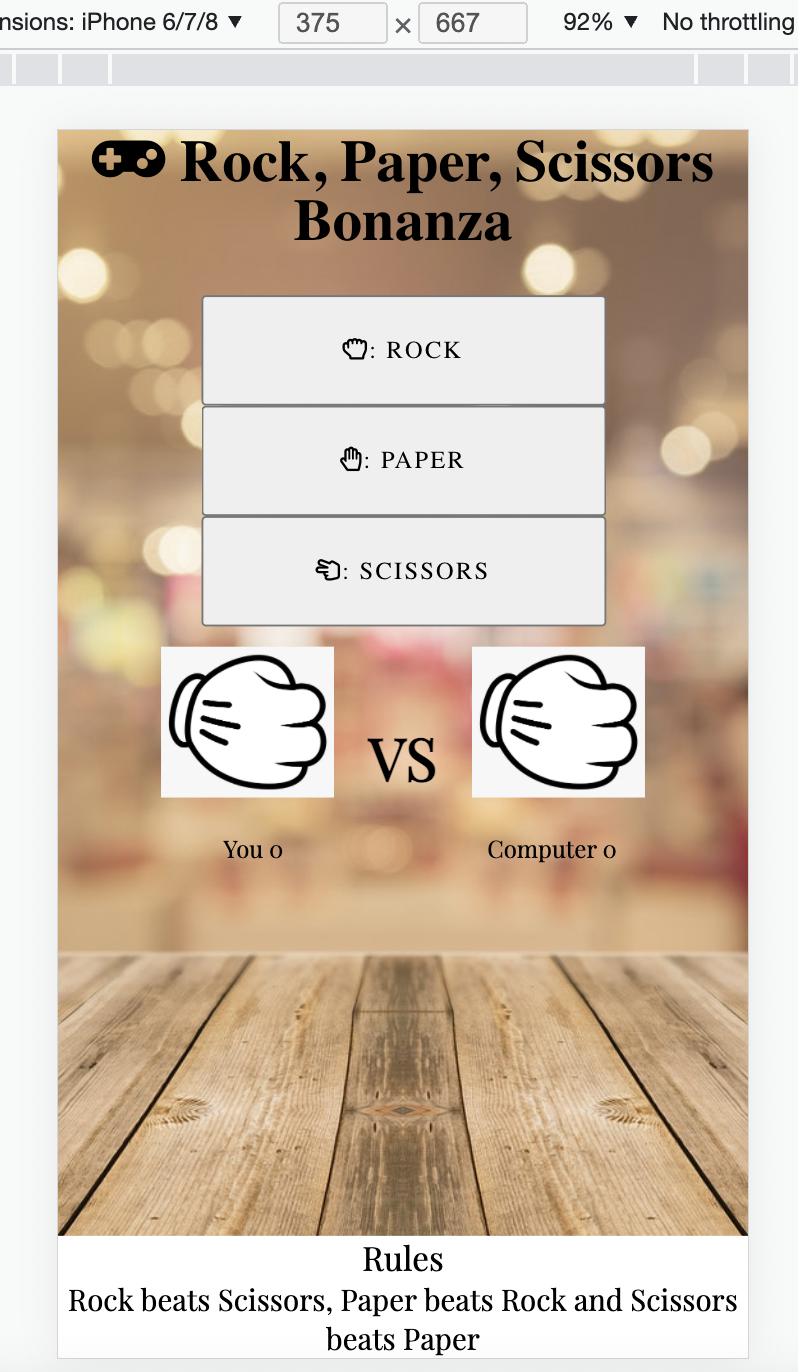 nsions: iPhone 6/7/8 ▼ 375 × 667 92% ▼ No throttling
Rock, Paper, Scissors
Bonanza
: ROCK
: PAPER
: SCISSORS
VS
You 0 Computer 0
Rules
Rock beats Scissors, Paper beats Rock and Scissors
beats Paper